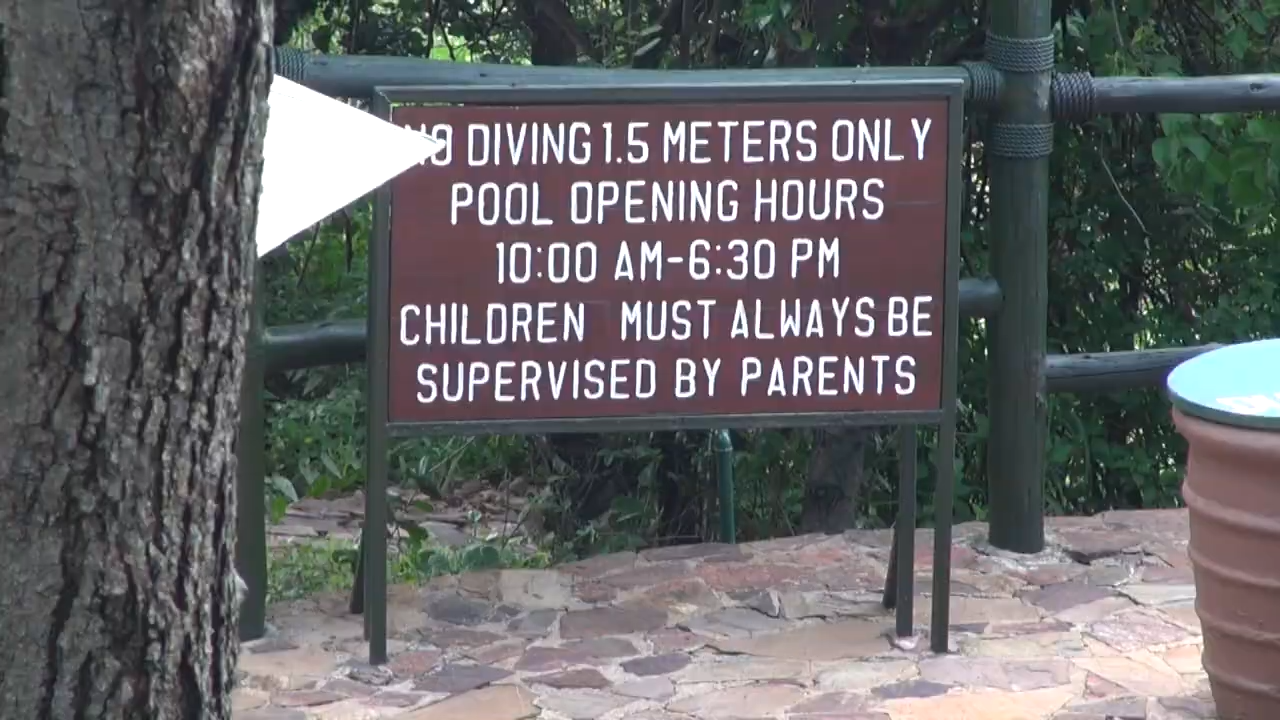 NO DIVING 1.5 METERS ONLY
POOL OPENING HOURS
10:00 AM-6:30 PM
CHILDREN MUST ALWAYS BE
SUPERVISED BY PARENTS